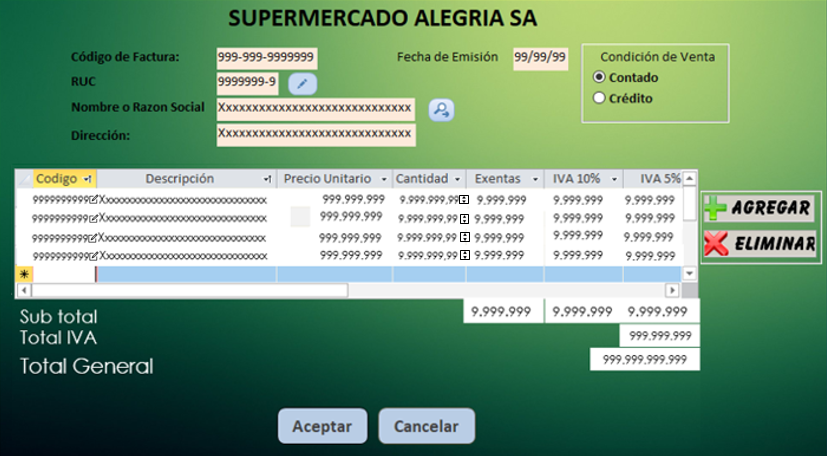 SUPERMERCADO ALEGRIA SA
Código de Factura: 999-999-9999999 Fecha de Emisión 99/99/99 Condición de Venta
RUC 9999999-9 Contado
Nombre o Razon Social Xxxxxxxxxxxxxxxxxxxxxxxxxxxxx Crédito
Dirección: Xxxxxxxxxxxxxxxxxxxxxxxxxxxxx
Codigo Descripción Precio Unitario Cantidad Exentas IVA 10% IVA 5%
9999999999 Xxxxxxxxxxxxxxxxxxxxxxxxxxxxxxx 999.999.999 9.999.999,99 9.999.999 9.999.999 9.999.999
9999999999 Xxxxxxxxxxxxxxxxxxxxxxxxxxxxxxx 999.999.999 9.999.999,99 9.999.999 9.999.999 9.999.999
9999999999 Xxxxxxxxxxxxxxxxxxxxxxxxxxxxxxx 999.999.999 9.999.999,99 9.999.999 9.999.999 9.999.999
9999999999 Xxxxxxxxxxxxxxxxxxxxxxxxxxxxxxx 999.999.999 9.999.999,99 9.999.999 9.999.999 9.999.999
AGREGAR
ELIMINAR
Sub total 9.999.999 9.999.999 9.999.999
Total IVA 999.999.999
Total General 999.999.999.999
Aceptar Cancelar